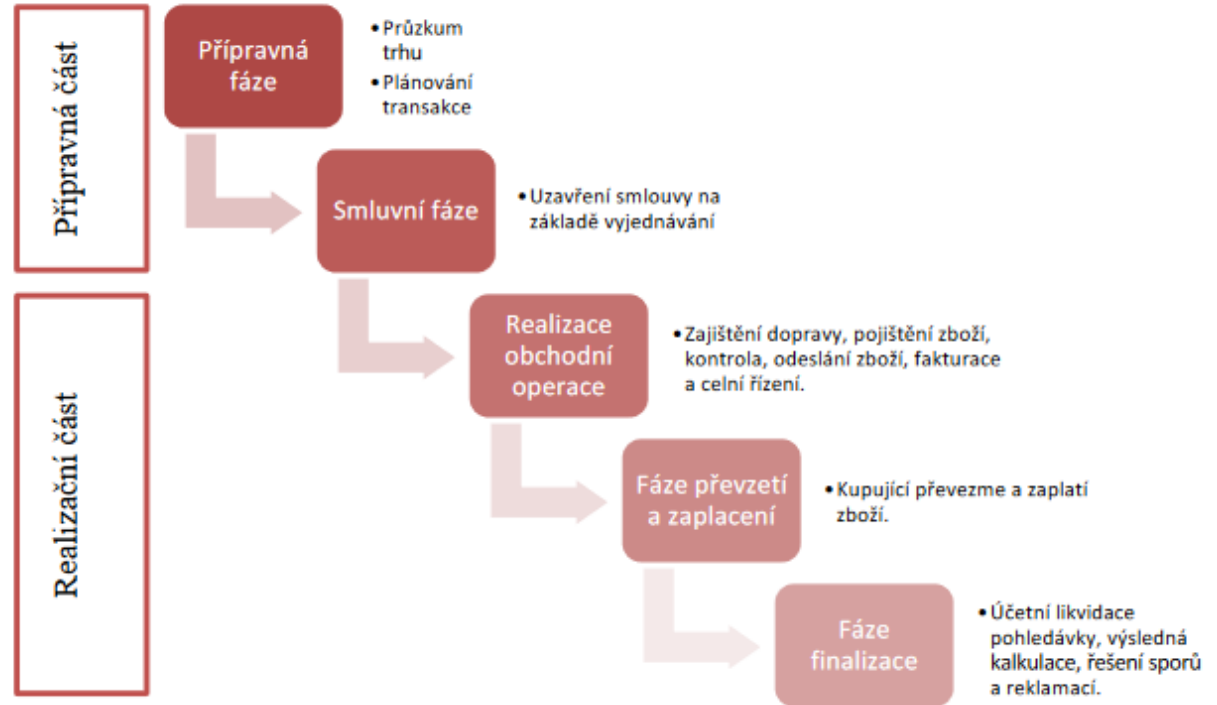 Přípravná část
Přípravná
fáze
• Průzkum
trhu
• Plánování
transakce
Smluvní fáze
• Uzavření smlouvy na
základě vyjednávání
Realizační část
Realizace
obchodní
operace
• Zajištění dopravy, pojištění zboží,
kontrola, odeslání zboží, fakturace
a celní řízení.
Fáze převzetí
a zaplacení
• Kupující převezme a zaplatí
zboží.
Fáze
finalizace
• Účetní likvidace
pohledávky, výsledná
kalkulace, řešení sporů
a reklamací.